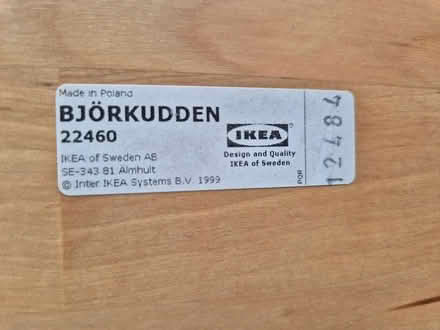 Made in Poland
BJÖRKUDDEN
22460
IKEA of Sweden AB
SE-343 81 Älmhult
© Inter IKEA Systems B.V. 1999
IKEA®
Design and Quality
IKEA of Sweden
POR
12484